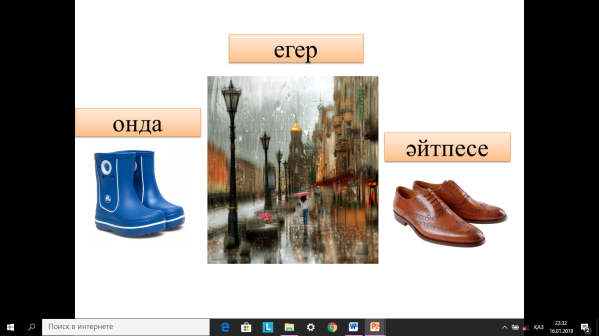 егер
онда
әйтпесе
Поиск в интернете
ҚАЗ
22:32
16.01.2018